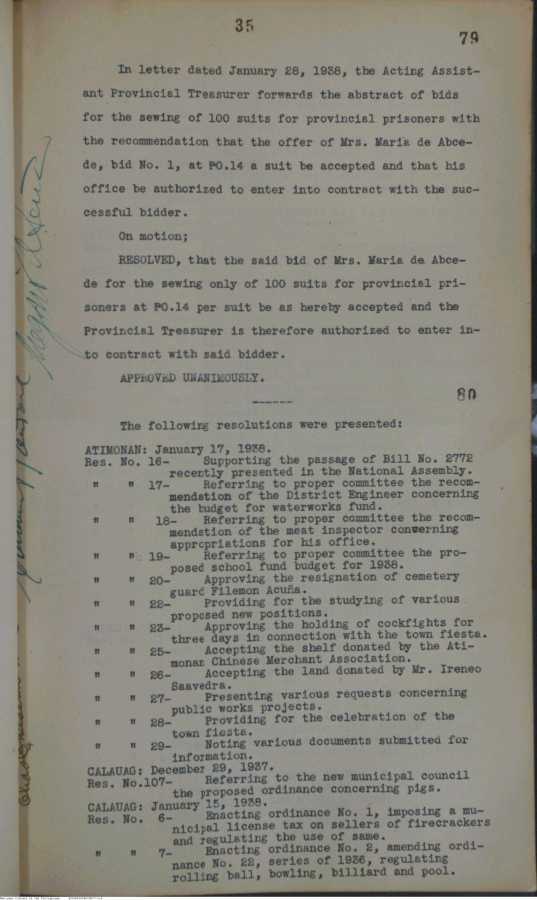 35
79
In letter dated January 28, 1938, the Acting Assist-
ant Provincial Treasurer forwards the abstract of bids
for the sewing of 100 suits for provincial prisoners with
the recommendation that the offer of Mrs. Maria de Abce-
de, bid No. 1, at ₱0.14 a suit be accepted and that his
office be authorized to enter into contract with the suc-
cessful bidder.
On motion;
RESOLVED, that the said bid of Mrs. Maria de Abce-
de for the sewing only of 100 suits for provincial pri-
soners at ₱0.14 per suit be as hereby accepted and the
Provincial Treasurer is therefore authorized to enter in-
to contract with said bidder.
APPROVED UNANIMOUSLY.
------
80
The following resolutions were presented:
ATIMONAN: January 17, 1938.
Res. No. 16- Supporting the passage of Bill No. 2772
recently presented in the National Assembly.
" " 17- Referring to proper committee the recom-
mendation of the District Engineer concerning
the budget for waterworks fund.
" " 18- Referring to proper committee the recom-
mendation of the meat inspector concerning
appropriations for his office.
" " 19- Referring to proper committee the pro-
posed school fund budget for 1938.
" " 20- Approving the resignation of cemetery
guard Filemon Acuña.
" " 22- Providing for the studying of various
proposed new positions.
" " 23- Approving the holding of cockfights for
three days in connection with the town fiesta.
" " 25- Accepting the shelf donated by the Ati-
monan Chinese Merchant Association.
" " 26- Accepting the land donated by Mr. Ireneo
Saavedra.
" " 27- Presenting various requests concerning
public works projects.
" " 28- Providing for the celebration of the
town fiesta.
" " 29- Noting various documents submitted for
information.
CALAUAG: December 29, 1937.
Res. No.107- Referring to the new municipal council
the proposed ordinance concerning pigs.
CALAUAG: January 15, 1938.
Res. No. 6- Enacting ordinance No. 1, imposing a mu-
nicipal license tax on sellers of firecrackers
and regulating the use of same.
" " 7- Enacting ordinance No. 2, amending ordi-
nance No. 22, series of 1936, regulating
rolling ball, bowling, billiard and pool.